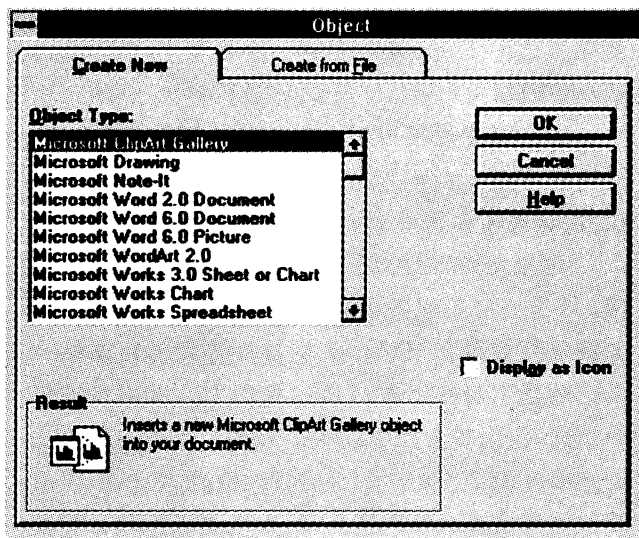 Object
Create New
Create from File
Object Type:
Microsoft ClipArt Gallery
Microsoft Drawing
Microsoft Note-It
Microsoft Word 2.0 Document
Microsoft Word 6.0 Document
Microsoft Word 6.0 Picture
Microsoft WordArt 2.0
Microsoft Works 3.0 Sheet or Chart
Microsoft Works Chart
Microsoft Works Spreadsheet
OK
Cancel
Help
Display as Icon
Result
Inserts a new Microsoft ClipArt Gallery object
into your document.